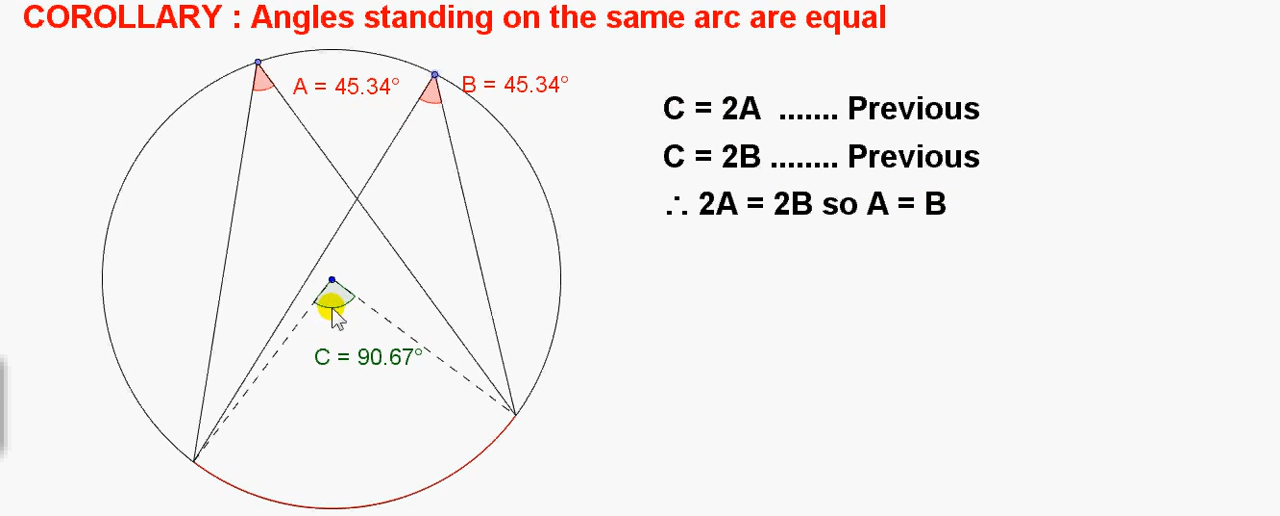 COROLLARY : Angles standing on the same arc are equal
A = 45.34°
B = 45.34°
C = 2A ....... Previous
C = 2B ........ Previous
∴ 2A = 2B so A = B
C = 90.67°